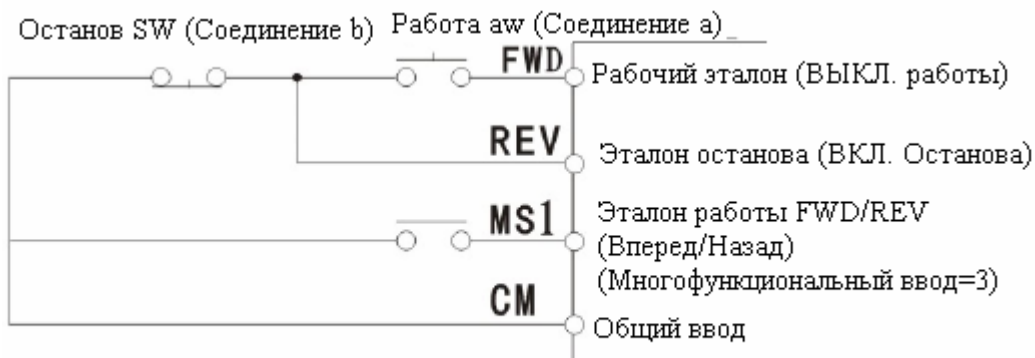 Останов SW (Соединение b)
Работа aw (Соединение a)
FWD
Рабочий эталон (ВЫКЛ. работы)
REV
Эталон останова (ВКЛ. Останова)
MS1
Эталон работы FWD/REV
(Вперед/Назад)
(Многофункциональный ввод=3)
CM
Общий ввод